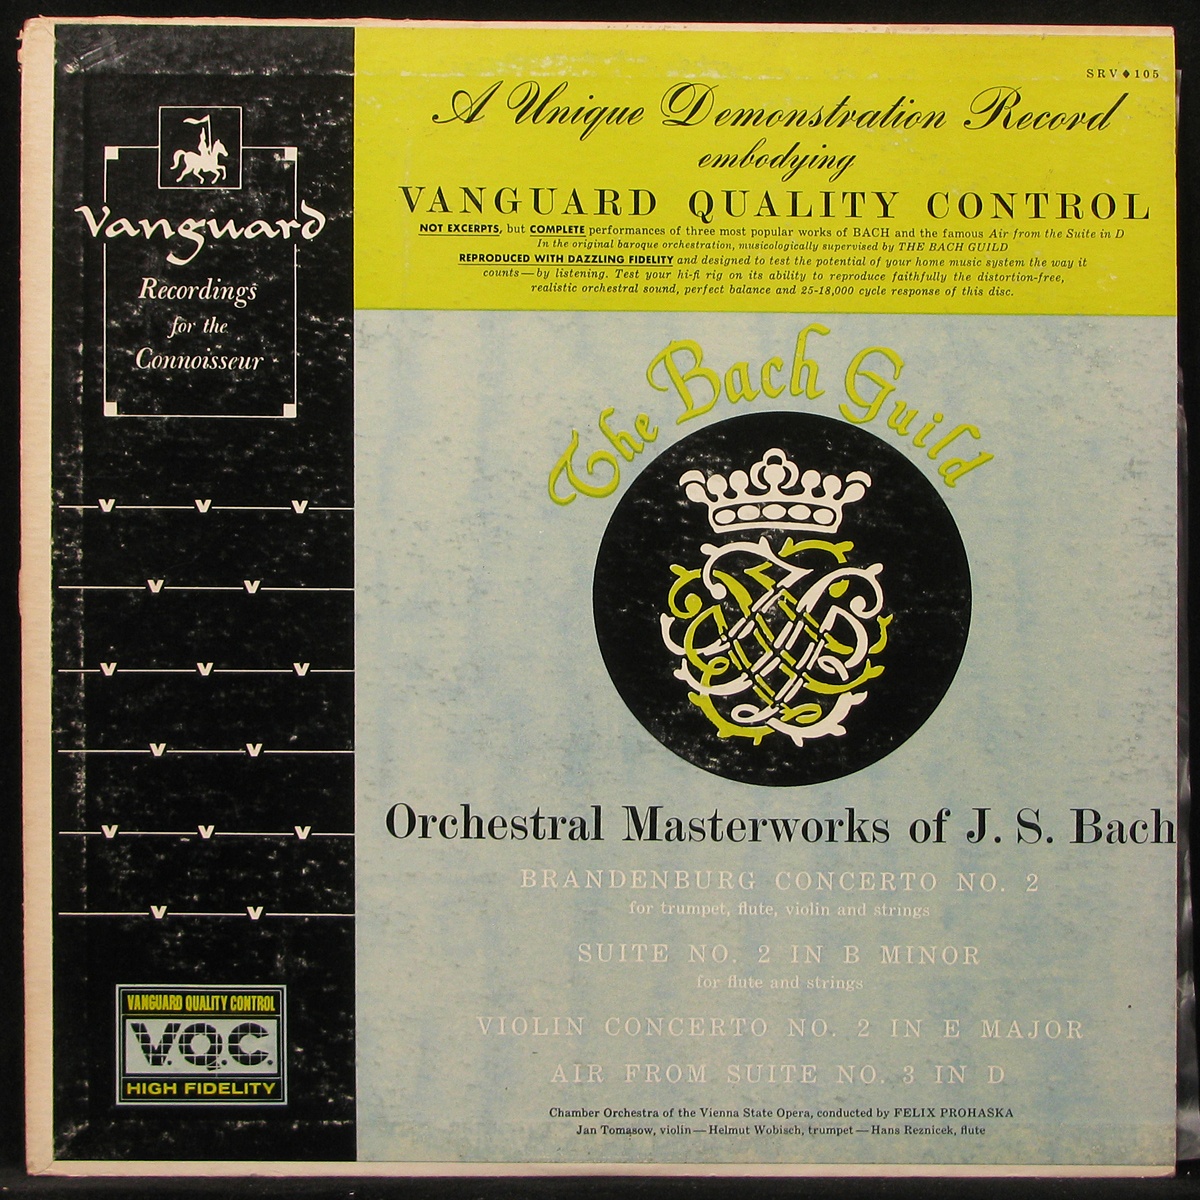 SRV♦105
A Unique Demonstration Record
embodying
VANGUARD QUALITY CONTROL
NOT EXCERPTS, but COMPLETE performances of three most popular works of BACH and the famous Air from the Suite in D
In the original baroque orchestration, musicologically supervised by THE BACH GUILD
REPRODUCED WITH DAZZLING FIDELITY and designed to test the potential of your home music system the way it
counts—by listening. Test your hi-fi rig on its ability to reproduce faithfully the distortion-free,
realistic orchestral sound, perfect balance and 25-18,000 cycle response of this disc.
Vanguard
Recordings
for the
Connoisseur
V V V
V V
V V V
V V
V V V
V V
VANGUARD QUALITY CONTROL
V.Q.C.
HIGH FIDELITY
The Bach Guild
Orchestral Masterworks of J. S. Bach
BRANDENBURG CONCERTO NO. 2
for trumpet, flute, violin and strings
SUITE NO. 2 IN B MINOR
for flute and strings
VIOLIN CONCERTO NO. 2 IN E MAJOR
AIR FROM SUITE NO. 3 IN D
Chamber Orchestra of the Vienna State Opera, conducted by FELIX PROHASKA
Jan Tomasow, violin—Helmut Wobisch, trumpet—Hans Reznicek, flute